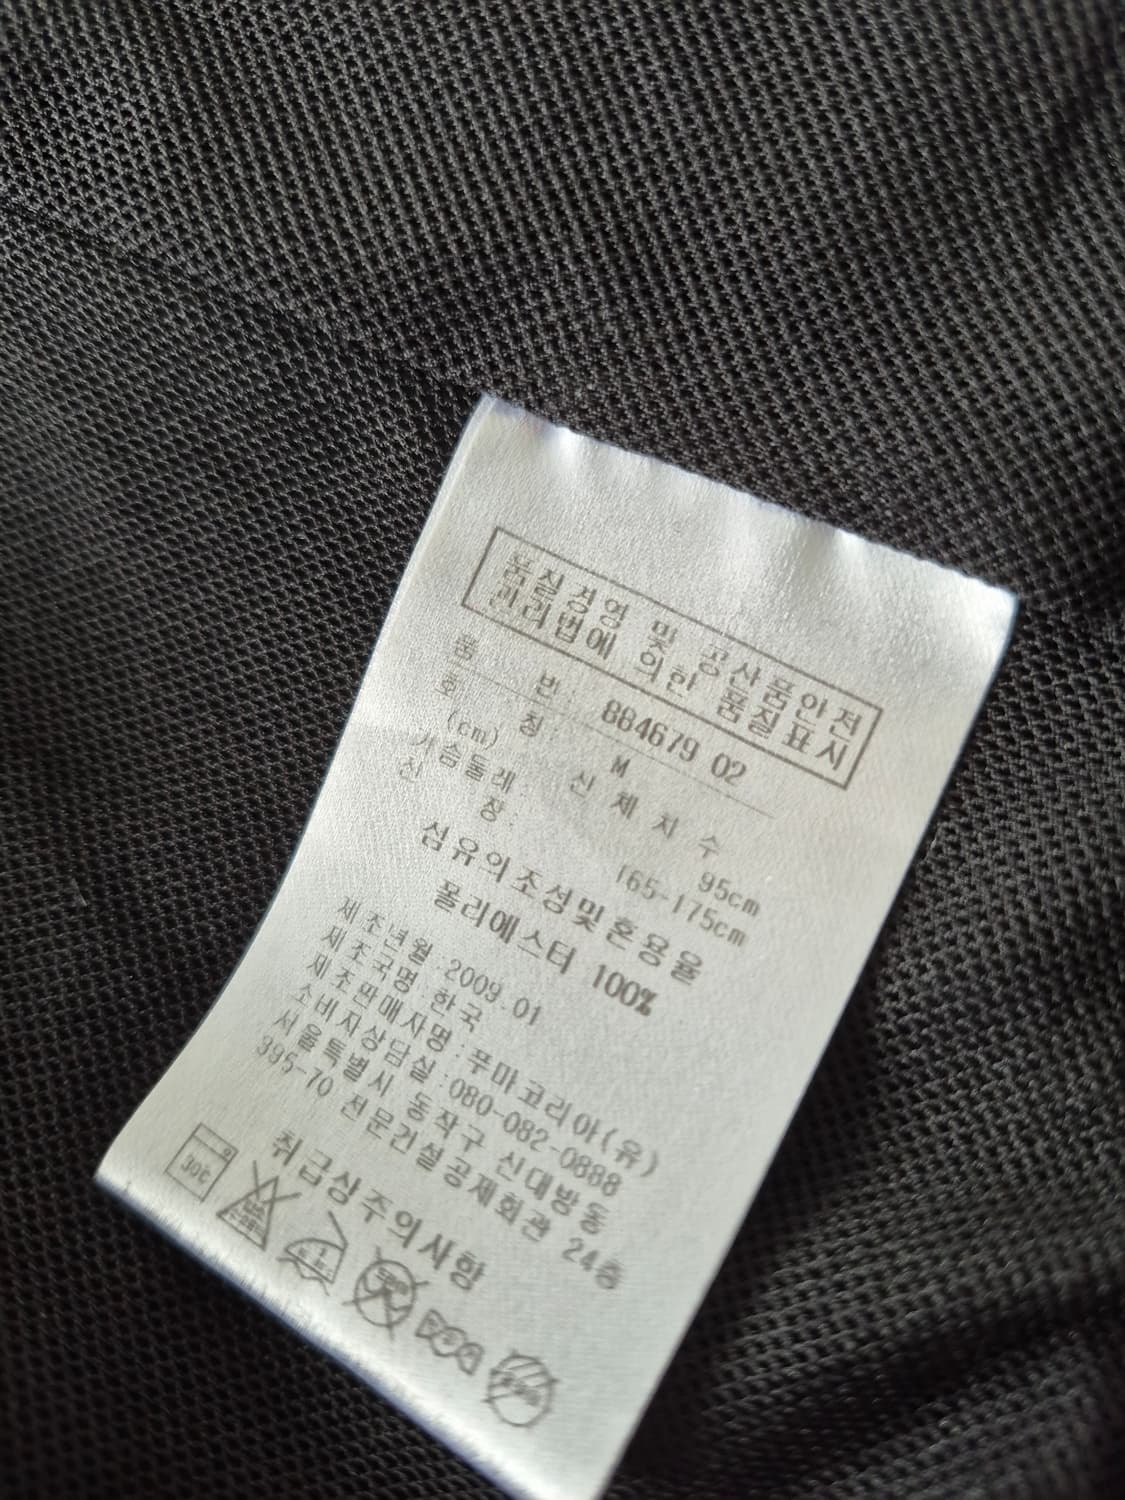 품질경영 및 공산품안전
관리법에 의한 품질표시
품 번: 884679 02
호 칭: M
(cm) 신 체 치 수
가슴둘레: 95cm
신 장: 165-175cm
섬유의조성및혼용율
폴리에스터 100%
제조년월:2009.01
제조국명:한국
제조판매자명:푸마코리아(유)
소비자상담실:080-082-0888
서울특별시 동작구 신대방동
395-70 전문건설공제회관 24층
취급상주의사항
30℃